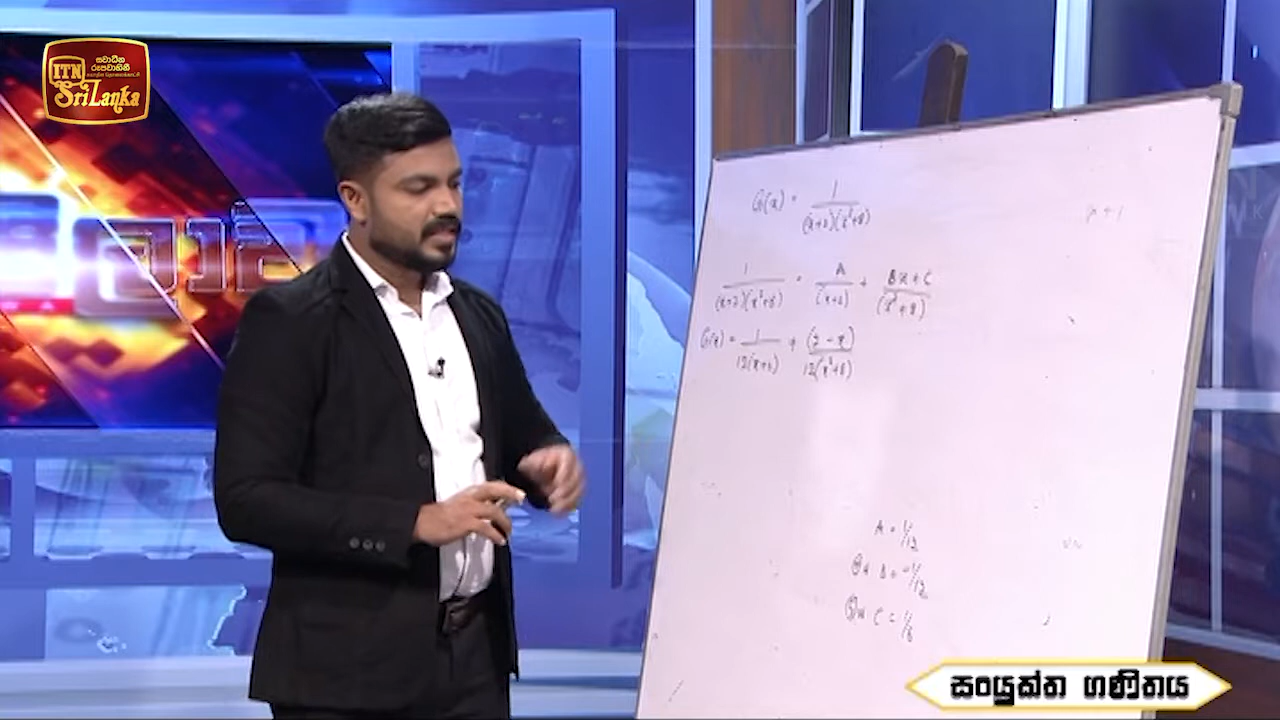 ස්වාධීන
රූපවාහිනී
ITN
Sri Lanka
G(x) = 1/((x+2)(x²+8))
1/((x+2)(x²+8)) = A/(x+2) + (Bx+C)/(x²+8)
G(x) = 1/(12(x+2)) + (2-x)/(12(x²+8))
A = 1/12
B = -1/12
C = 1/6
සංයුක්ත ගණිතය